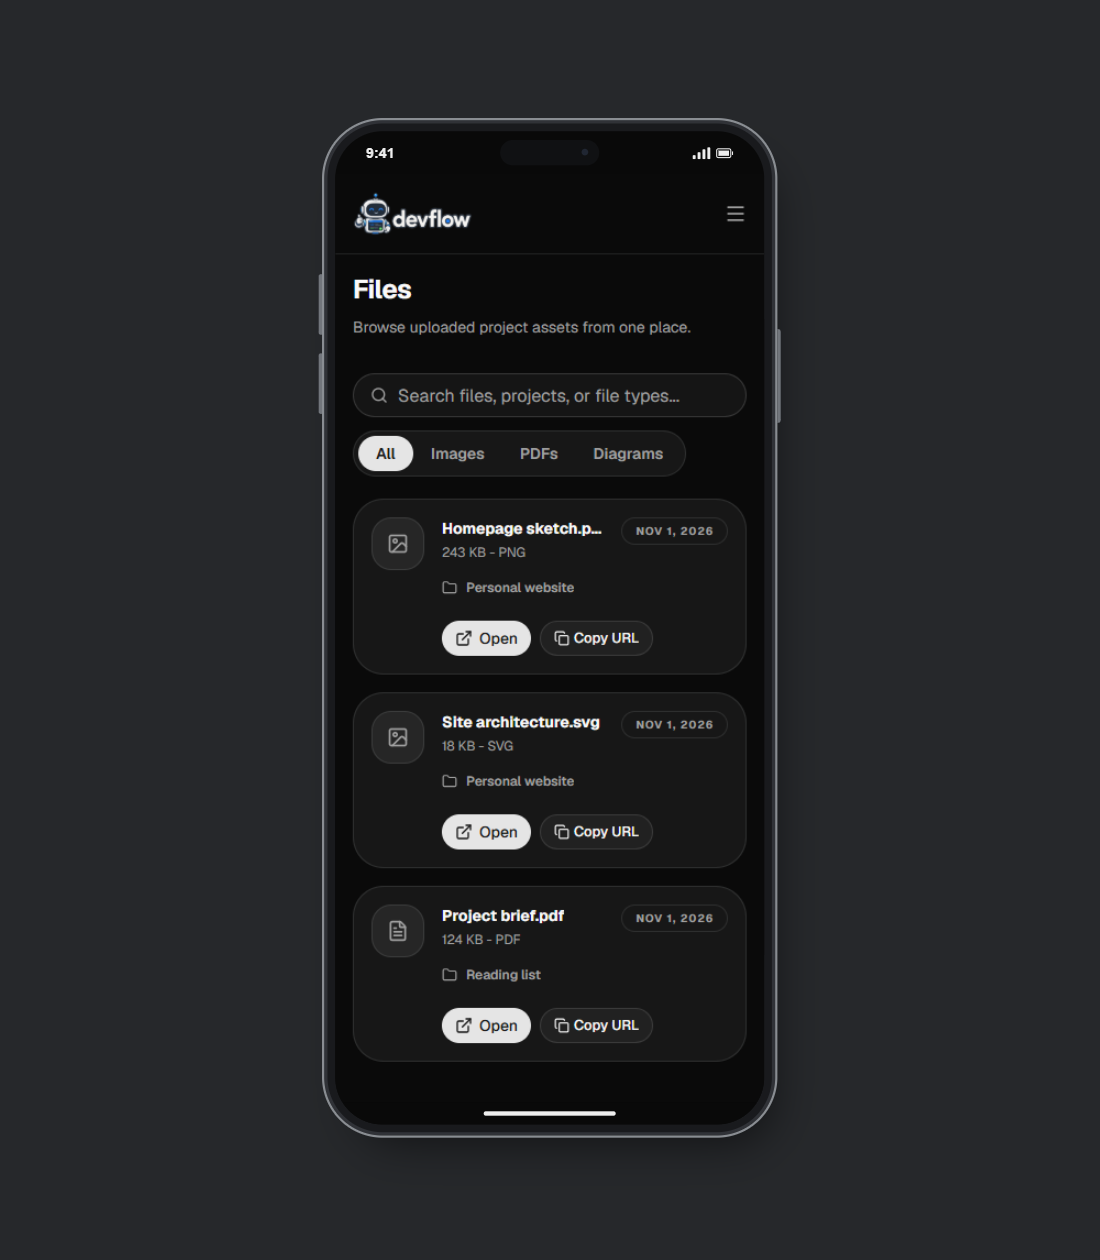 9:41
devflow
Files
Browse uploaded project assets from one place.
Search files, projects, or file types...
All Images PDFs Diagrams
Homepage sketch.p... NOV 1, 2026
243 KB - PNG
Personal website
Open Copy URL
Site architecture.svg NOV 1, 2026
18 KB - SVG
Personal website
Open Copy URL
Project brief.pdf NOV 1, 2026
124 KB - PDF
Reading list
Open Copy URL